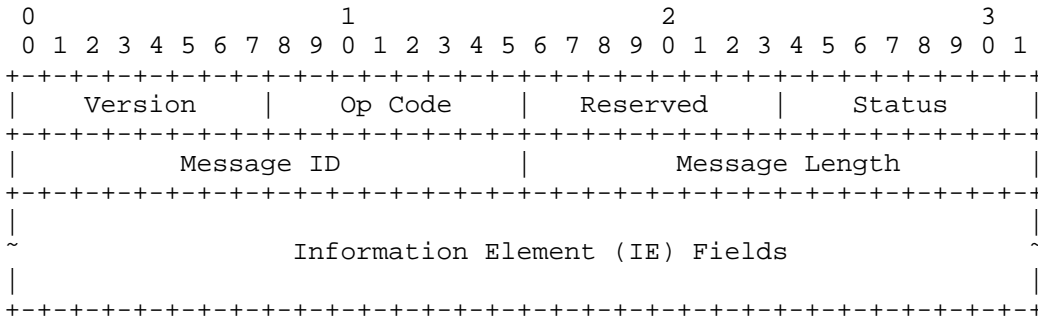 0                   1                   2                   3
 0 1 2 3 4 5 6 7 8 9 0 1 2 3 4 5 6 7 8 9 0 1 2 3 4 5 6 7 8 9 0 1
+-+-+-+-+-+-+-+-+-+-+-+-+-+-+-+-+-+-+-+-+-+-+-+-+-+-+-+-+-+-+-+-+
|    Version    |    Op Code    |   Reserved    |    Status     |
+-+-+-+-+-+-+-+-+-+-+-+-+-+-+-+-+-+-+-+-+-+-+-+-+-+-+-+-+-+-+-+-+
|          Message ID           |         Message Length        |
+-+-+-+-+-+-+-+-+-+-+-+-+-+-+-+-+-+-+-+-+-+-+-+-+-+-+-+-+-+-+-+-+
|                                                               |
~                 Information Element (IE) Fields               ~
|                                                               |
+-+-+-+-+-+-+-+-+-+-+-+-+-+-+-+-+-+-+-+-+-+-+-+-+-+-+-+-+-+-+-+-+